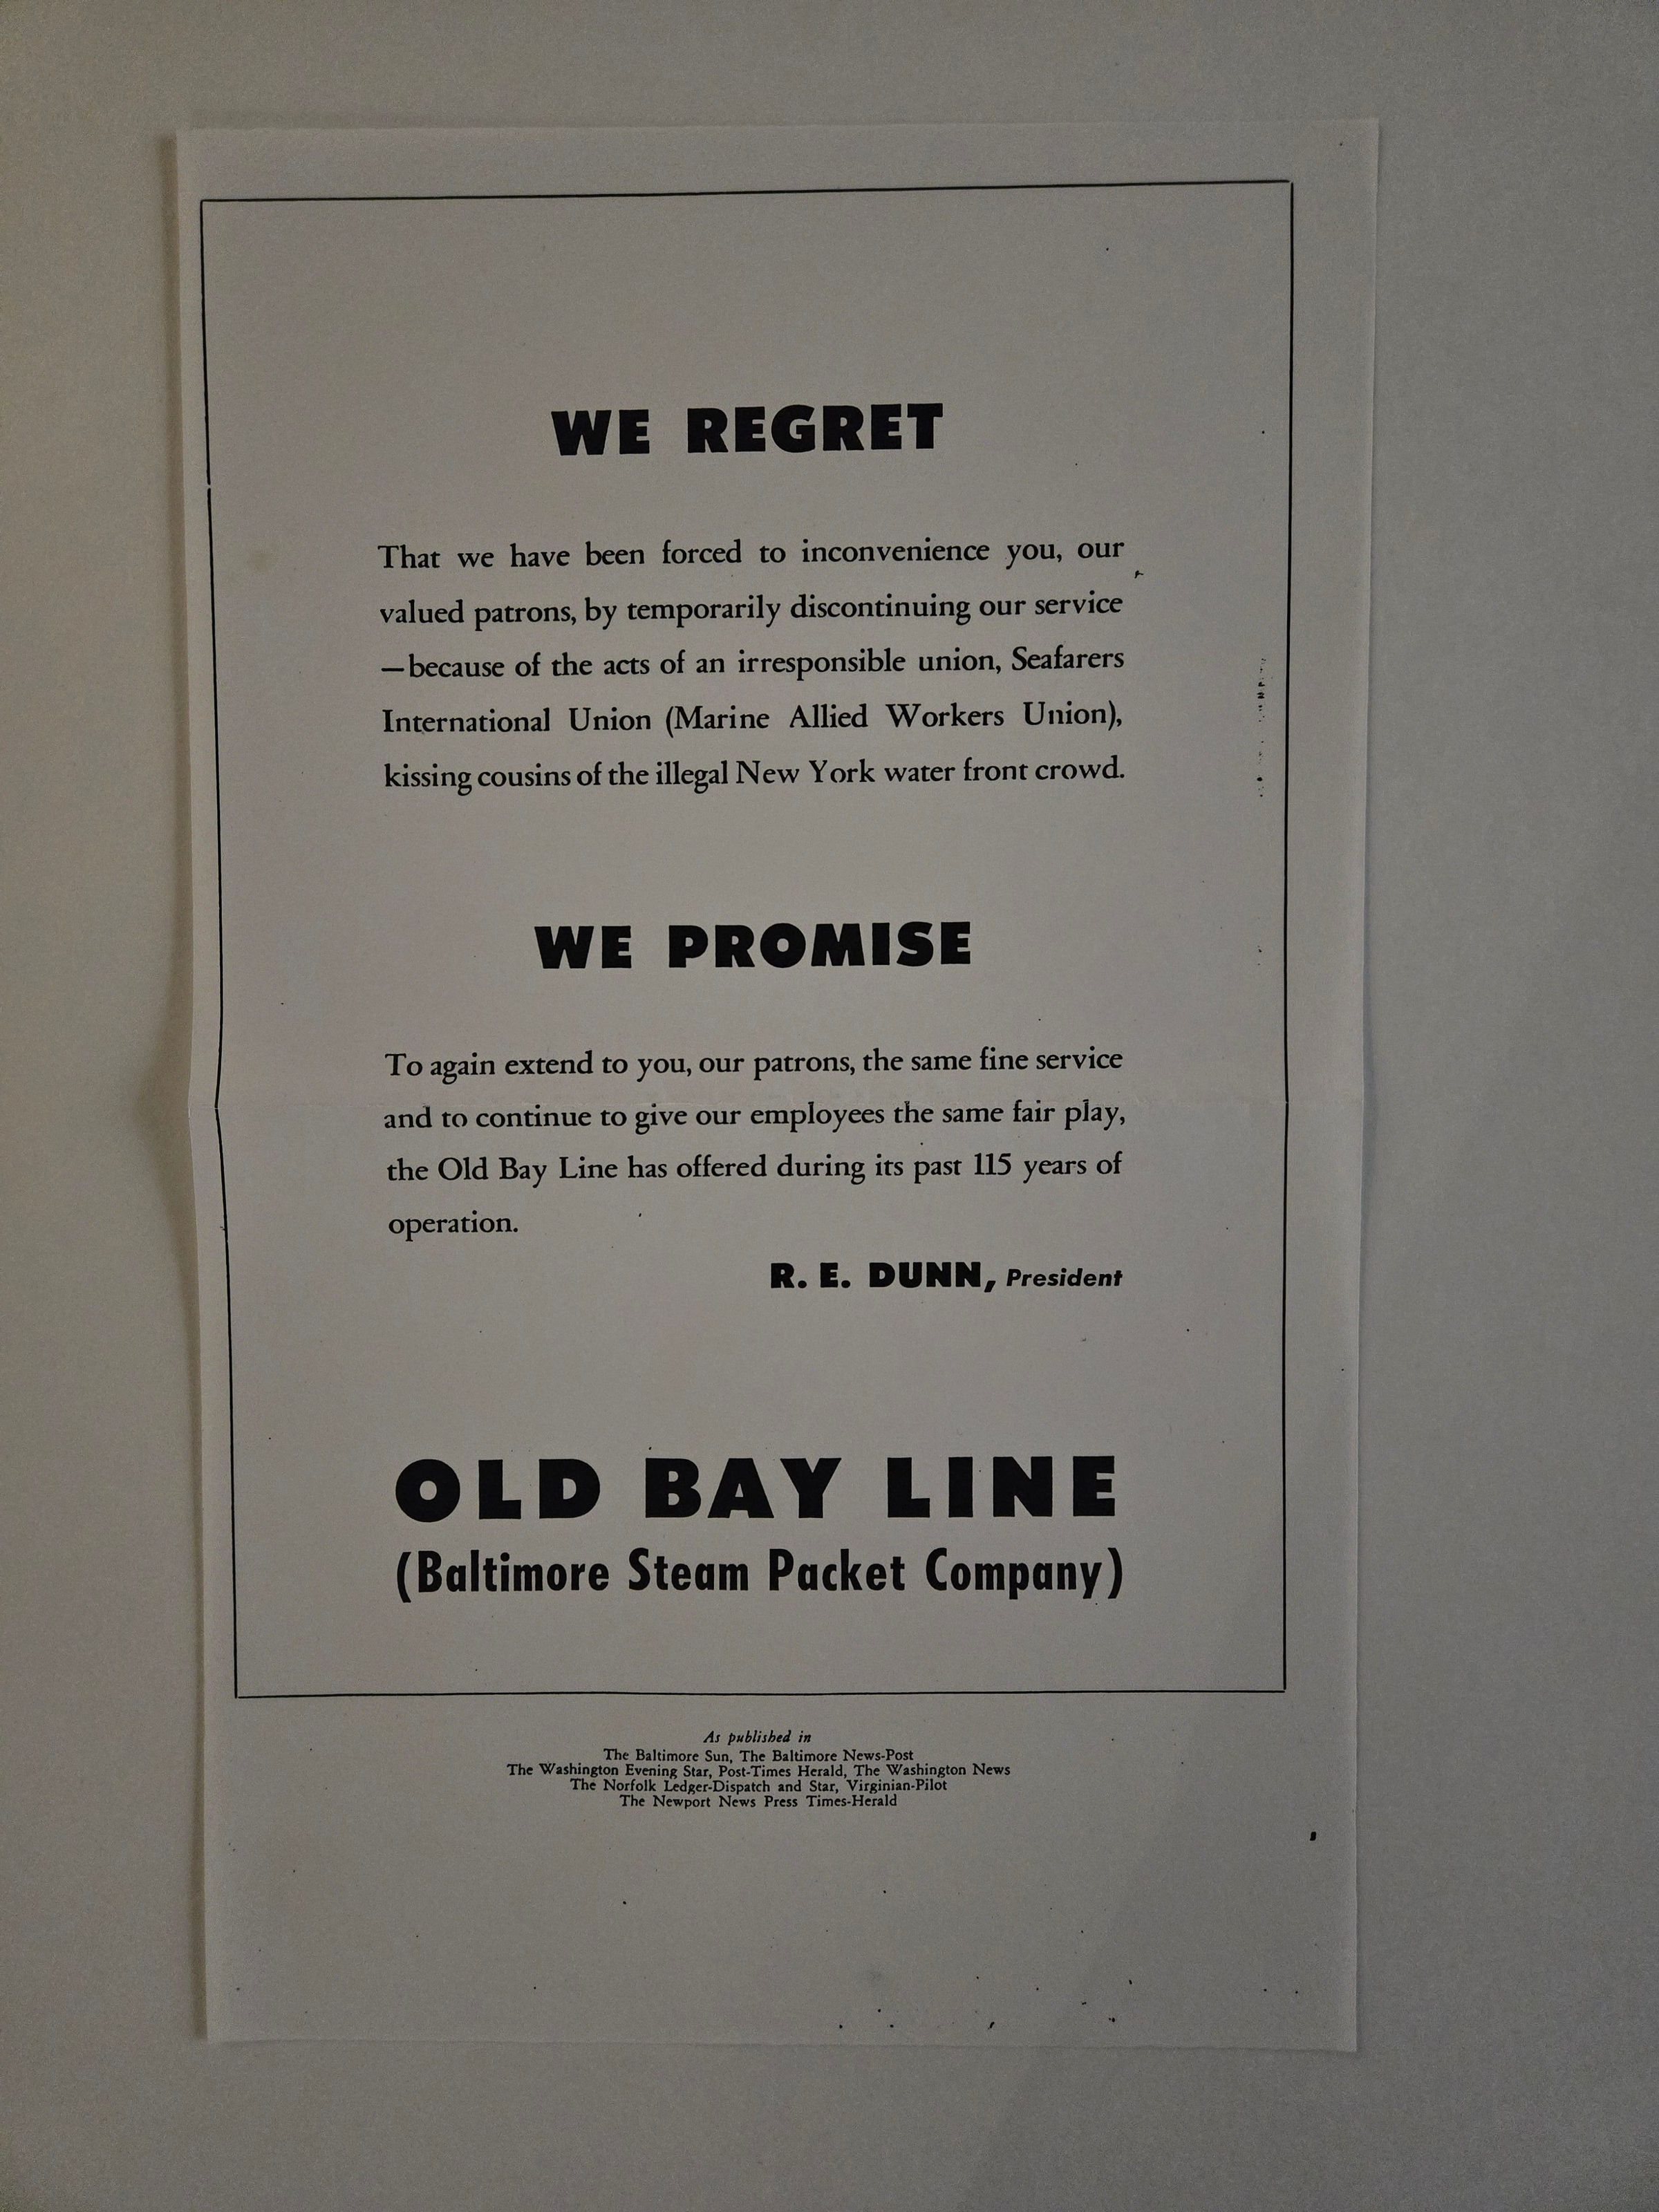 WE REGRET
That we have been forced to inconvenience you, our
valued patrons, by temporarily discontinuing our service
—because of the acts of an irresponsible union, Seafarers
International Union (Marine Allied Workers Union),
kissing cousins of the illegal New York water front crowd.
WE PROMISE
To again extend to you, our patrons, the same fine service
and to continue to give our employees the same fair play,
the Old Bay Line has offered during its past 115 years of
operation.
R. E. DUNN, President
OLD BAY LINE
(Baltimore Steam Packet Company)
As published in
The Baltimore Sun, The Baltimore News-Post
The Washington Evening Star, Post-Times Herald, The Washington News
The Norfolk Ledger-Dispatch and Star, Virginian-Pilot
The Newport News Press Times-Herald